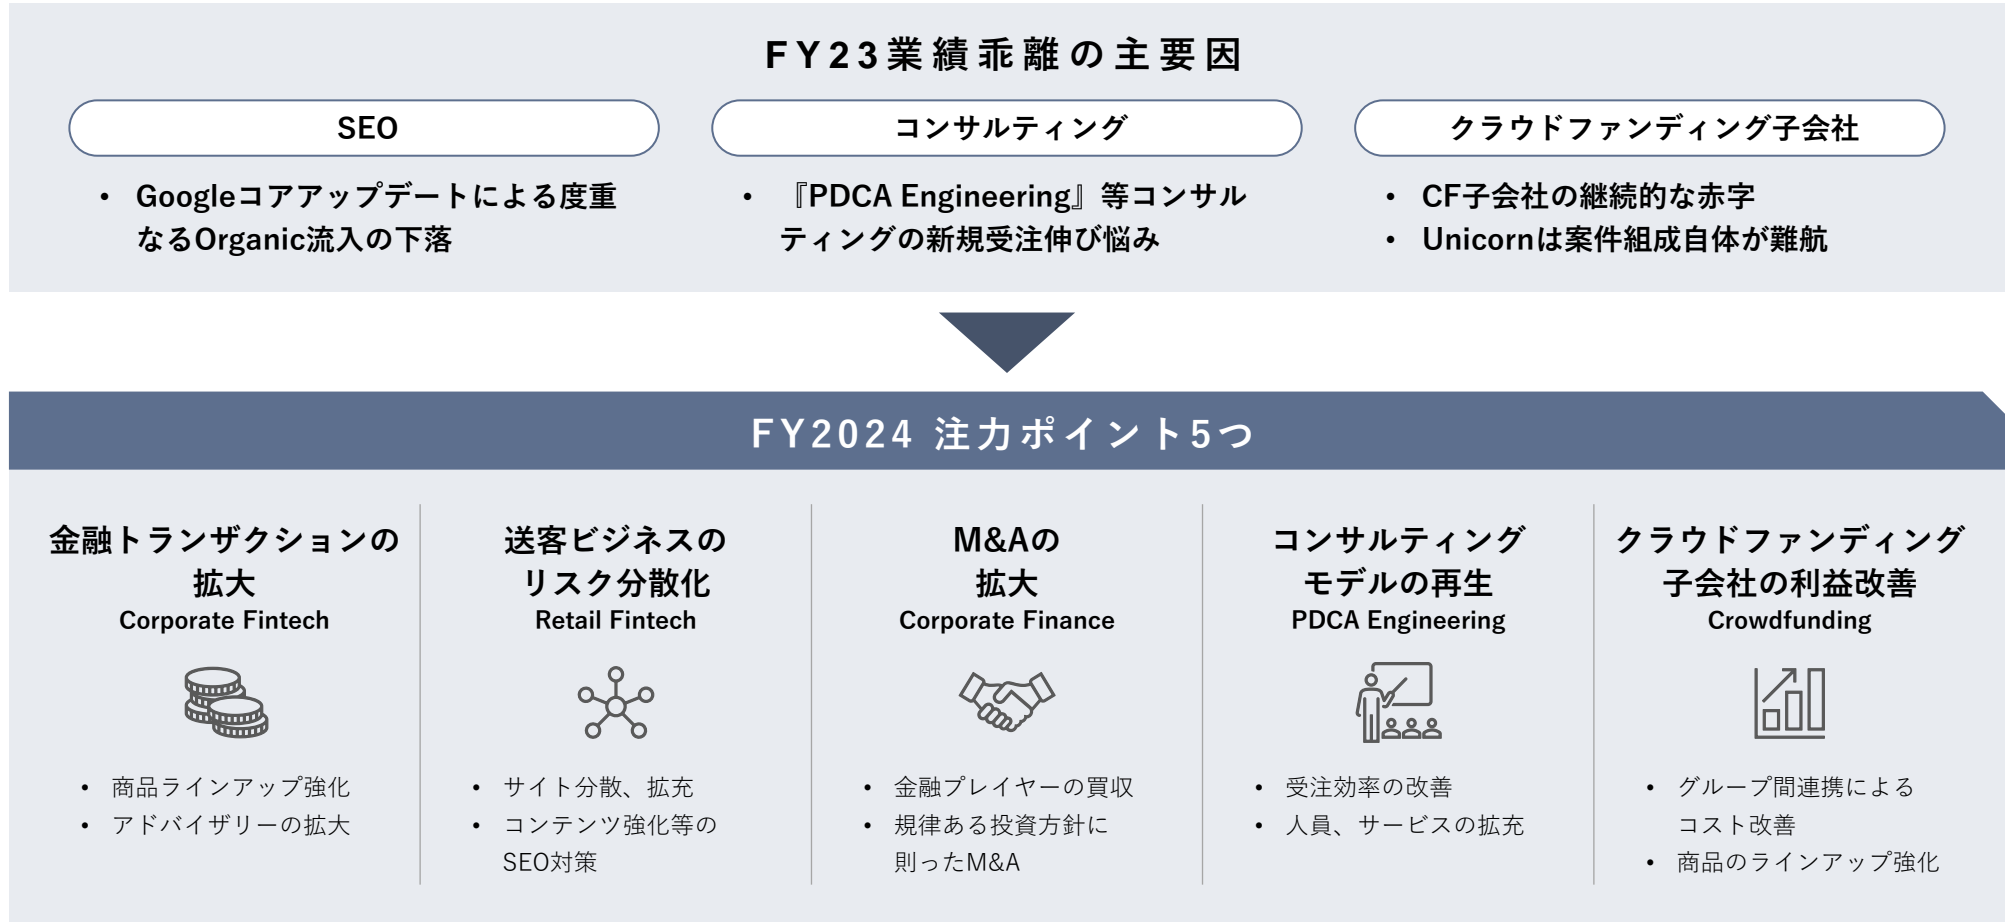 FY23業績乖離の主要因
SEO
• Googleコアアップデートによる度重
なるOrganic流入の下落
コンサルティング
• 『PDCA Engineering』等コンサル
ティングの新規受注伸び悩み
クラウドファンディング子会社
• CF子会社の継続的な赤字
• Unicornは案件組成自体が難航
FY2024 注力ポイント5つ
金融トランザクションの
拡大
Corporate Fintech
• 商品ラインアップ強化
• アドバイザリーの拡大
送客ビジネスの
リスク分散化
Retail Fintech
• サイト分散、拡充
• コンテンツ強化等の
SEO対策
M&Aの
拡大
Corporate Finance
• 金融プレイヤーの買収
• 規律ある投資方針に
則ったM&A
コンサルティング
モデルの再生
PDCA Engineering
• 受注効率の改善
• 人員、サービスの拡充
クラウドファンディング
子会社の利益改善
Crowdfunding
• グループ間連携による
コスト改善
• 商品のラインアップ強化